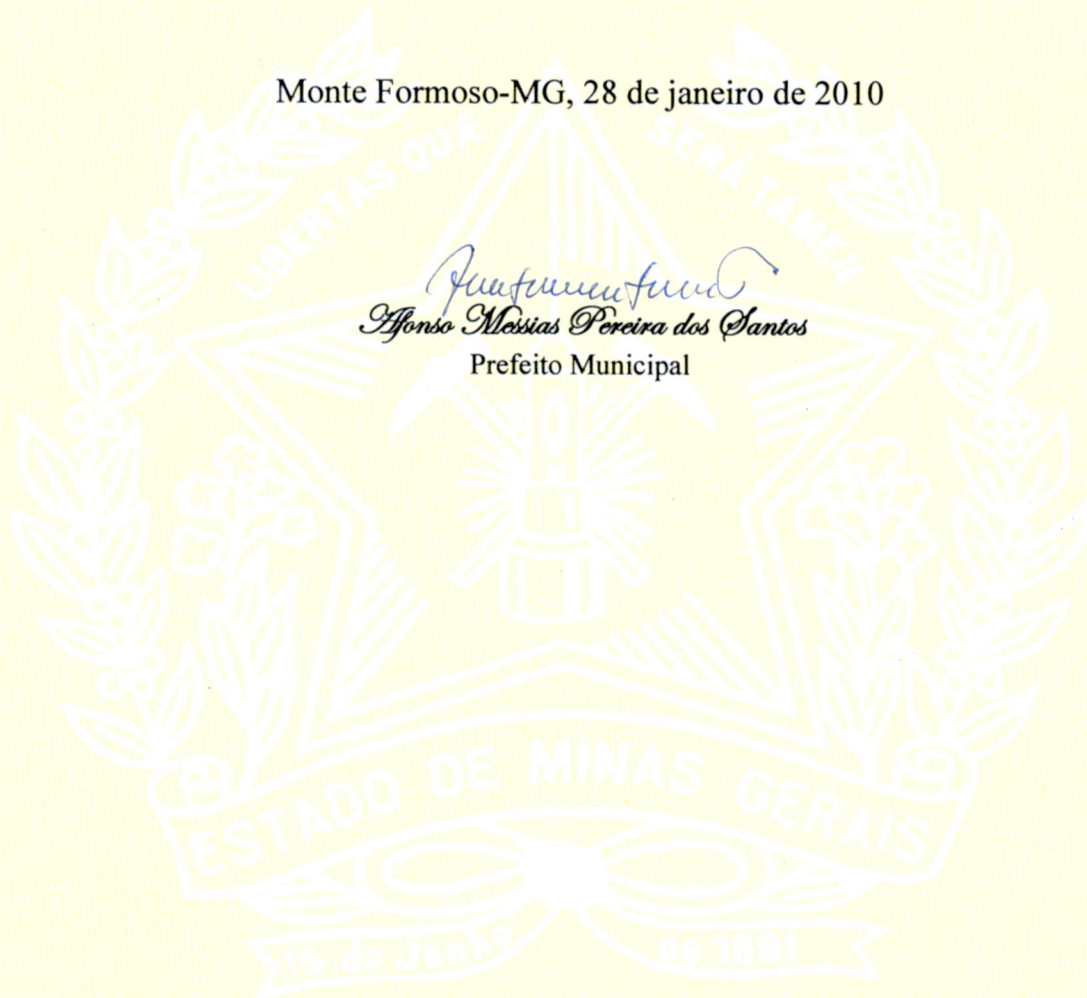 Monte Formoso-MG, 28 de janeiro de 2010
LIBERTAS QUÆ SERÁ TAMEN
Afonso Messias Pereira dos Santos
Prefeito Municipal
ESTADO DE MINAS GERAIS
15 de Junho de 1891